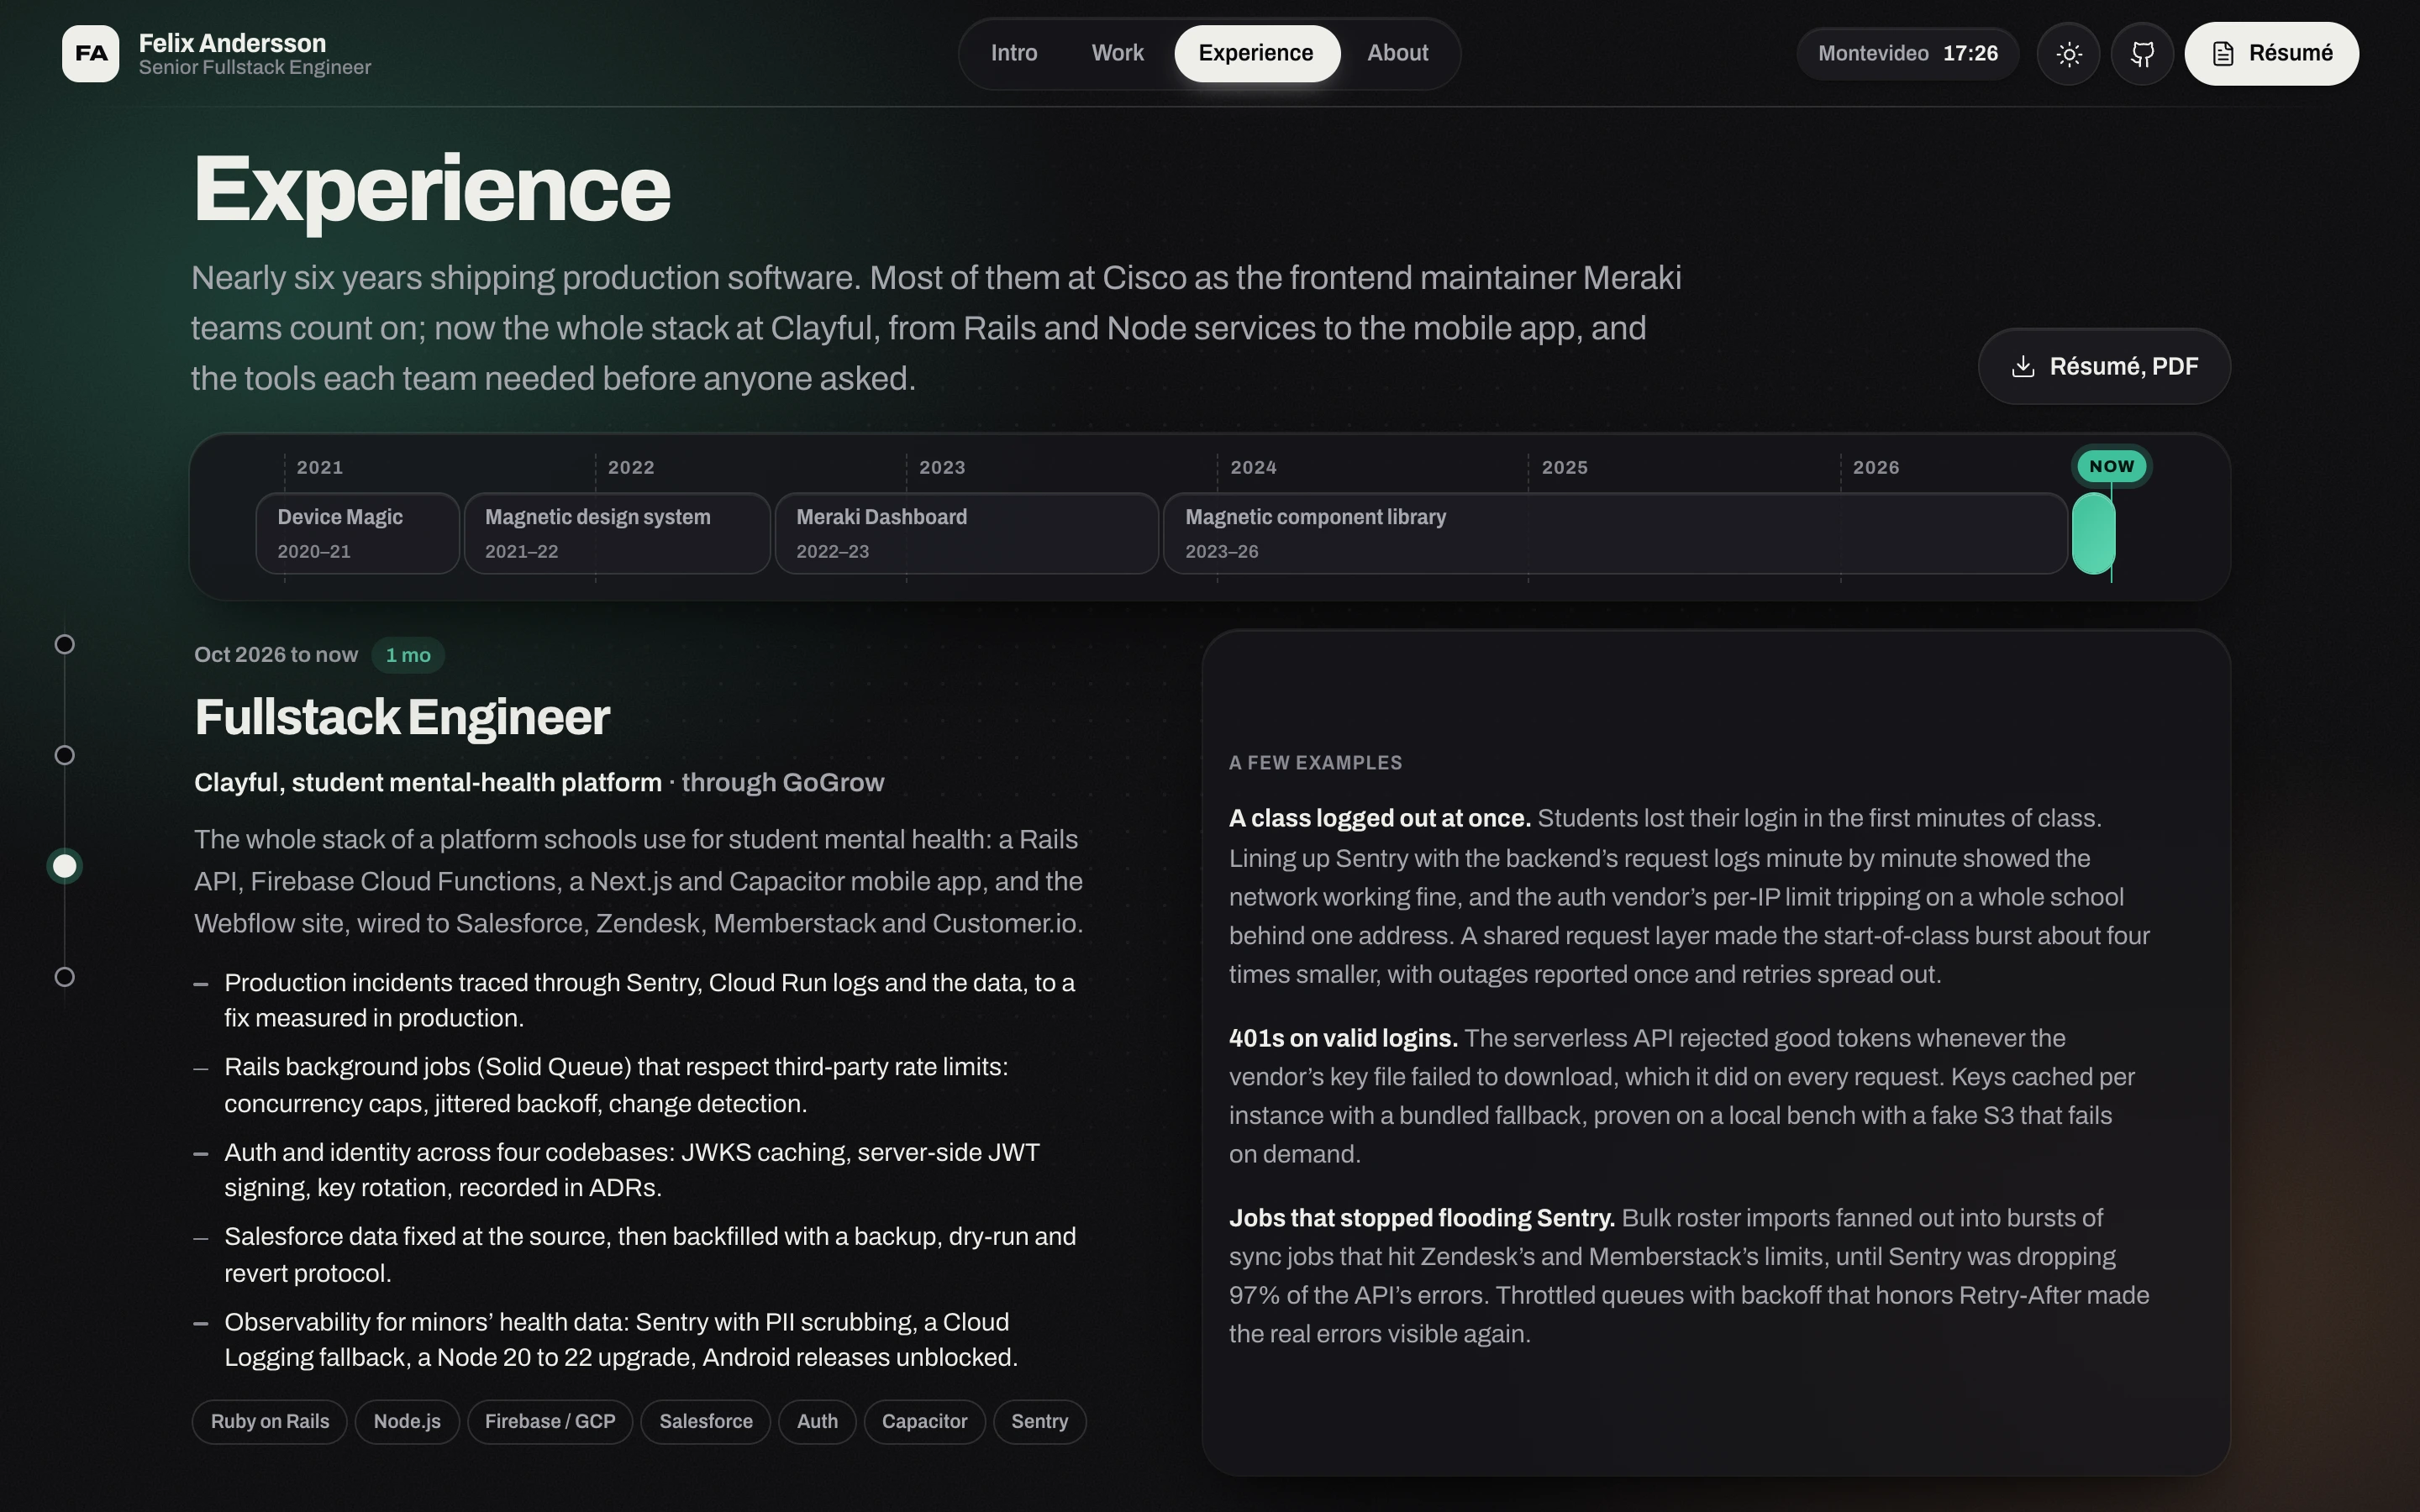 FA
Felix Andersson
Senior Fullstack Engineer
Intro
Work
Experience
About
Montevideo 17:26
Résumé
Experience
Nearly six years shipping production software. Most of them at Cisco as the frontend maintainer Meraki
teams count on; now the whole stack at Clayful, from Rails and Node services to the mobile app, and
the tools each team needed before anyone asked.
Résumé, PDF
2021
2022
2023
2024
2025
2026
NOW
Device Magic
2020–21
Magnetic design system
2021–22
Meraki Dashboard
2022–23
Magnetic component library
2023–26
Oct 2026 to now 1 mo
Fullstack Engineer
Clayful, student mental-health platform · through GoGrow
The whole stack of a platform schools use for student mental health: a Rails
API, Firebase Cloud Functions, a Next.js and Capacitor mobile app, and the
Webflow site, wired to Salesforce, Zendesk, Memberstack and Customer.io.
– Production incidents traced through Sentry, Cloud Run logs and the data, to a
fix measured in production.
– Rails background jobs (Solid Queue) that respect third-party rate limits:
concurrency caps, jittered backoff, change detection.
– Auth and identity across four codebases: JWKS caching, server-side JWT
signing, key rotation, recorded in ADRs.
– Salesforce data fixed at the source, then backfilled with a backup, dry-run and
revert protocol.
– Observability for minors’ health data: Sentry with PII scrubbing, a Cloud
Logging fallback, a Node 20 to 22 upgrade, Android releases unblocked.
Ruby on Rails
Node.js
Firebase / GCP
Salesforce
Auth
Capacitor
Sentry
A FEW EXAMPLES
A class logged out at once. Students lost their login in the first minutes of class.
Lining up Sentry with the backend’s request logs minute by minute showed the
network working fine, and the auth vendor’s per-IP limit tripping on a whole school
behind one address. A shared request layer made the start-of-class burst about four
times smaller, with outages reported once and retries spread out.
401s on valid logins. The serverless API rejected good tokens whenever the
vendor’s key file failed to download, which it did on every request. Keys cached per
instance with a bundled fallback, proven on a local bench with a fake S3 that fails
on demand.
Jobs that stopped flooding Sentry. Bulk roster imports fanned out into bursts of
sync jobs that hit Zendesk’s and Memberstack’s limits, until Sentry was dropping
97% of the API’s errors. Throttled queues with backoff that honors Retry-After made
the real errors visible again.